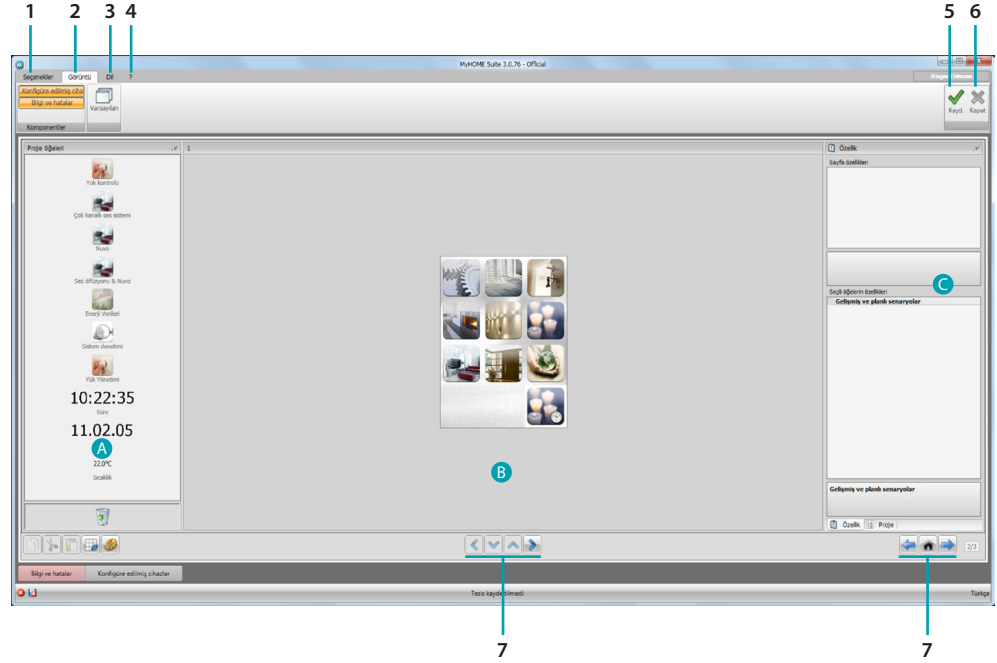 1 2 3 4 5 6
MyHOME Suite 3.0.76 - Official
Seçenekler Görüntü Dil ?
Konfigüre edilmiş ciha
Bilgi ve hatalar
Varsayılan
Kayd. Kapat
Komponentler
Proje öğeleri
1
Özellik
Sayfa özellikleri
Yük kontrolü
Çok kanallı ses sistemi
Nuvo
Ses difüzyonu & Nuvo
Enerji Verileri
Sistem denetimi
Yük Yönetimi
10:22:35
Süre
11.02.05
A
22.0°C
Sıcaklık
B
C
Seçili öğelerin özellikleri
Gelişmiş ve planlı senaryolar
Gelişmiş ve planlı senaryolar
Özellik Proje
2/3
Bilgi ve hatalar Konfigüre edilmiş cihazlar
Tesis kaydedilmedi
Türkçe
7 7